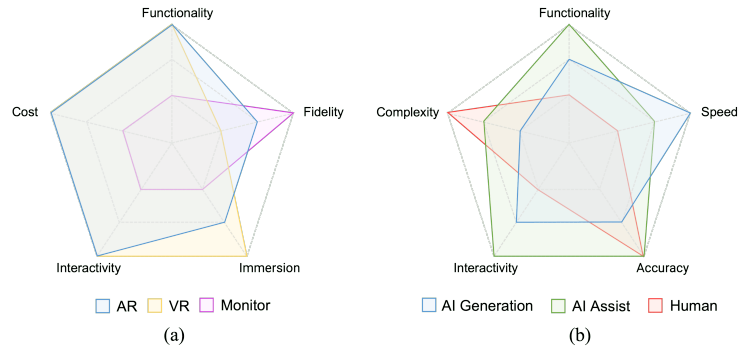 Functionality
Cost
Fidelity
Interactivity
Immersion
AR VR Monitor
(a)
Functionality
Complexity
Speed
Interactivity
Accuracy
AI Generation AI Assist Human
(b)